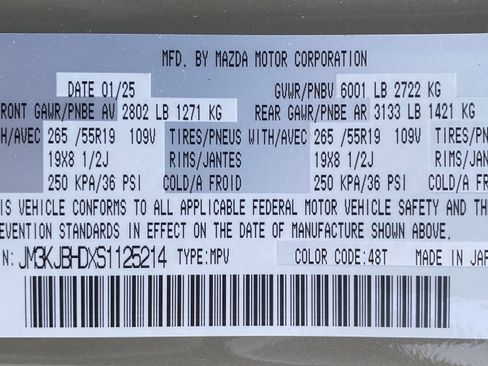 MFD. BY MAZDA MOTOR CORPORATION
DATE 01/25 GVWR/PNBV 6001 LB 2722 KG
FRONT GAWR/PNBE AV 2802 LB 1271 KG REAR GAWR/PNBE AR 3133 LB 1421 KG
H/AVEC 265 /55R19 109V TIRES/PNEUS WITH/AVEC 265 /55R19 109V TIRES/PNEUS
19X8 1/2J RIMS/JANTES 19X8 1/2J RIMS/JANTES
250 KPA/36 PSI COLD/A FROID 250 KPA/36 PSI COLD/A FROID
IS VEHICLE CONFORMS TO ALL APPLICABLE FEDERAL MOTOR VEHICLE SAFETY AND THE
EVENTION STANDARDS IN EFFECT ON THE DATE OF MANUFACTURE SHOWN ABOVE.
N: JM3KJBHDXS1125214 TYPE: MPV COLOR CODE: 48T MADE IN JAP